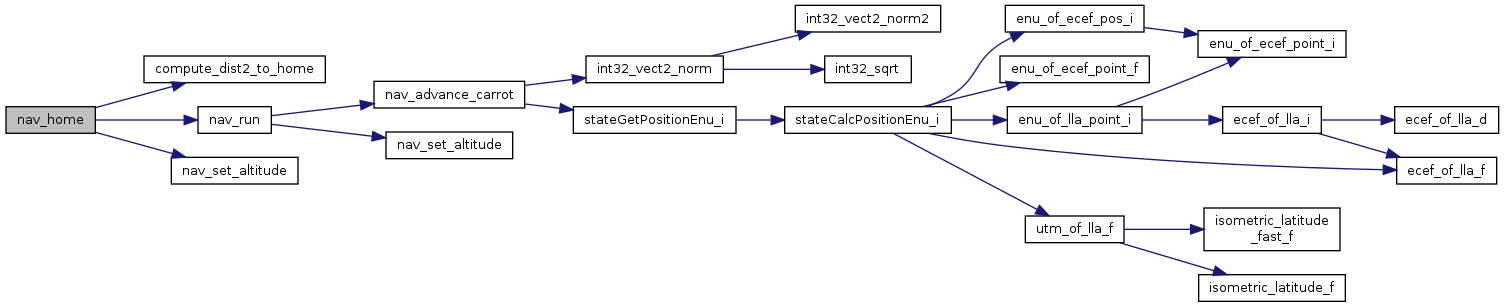 nav_home
compute_dist2_to_home
nav_run
nav_set_altitude
nav_advance_carrot
nav_set_altitude
int32_vect2_norm
stateGetPositionEnu_i
int32_vect2_norm2
int32_sqrt
stateCalcPositionEnu_i
enu_of_ecef_pos_i
enu_of_ecef_point_f
enu_of_lla_point_i
utm_of_lla_f
enu_of_ecef_point_i
ecef_of_lla_i
isometric_latitude
_fast_f
isometric_latitude_f
ecef_of_lla_d
ecef_of_lla_f